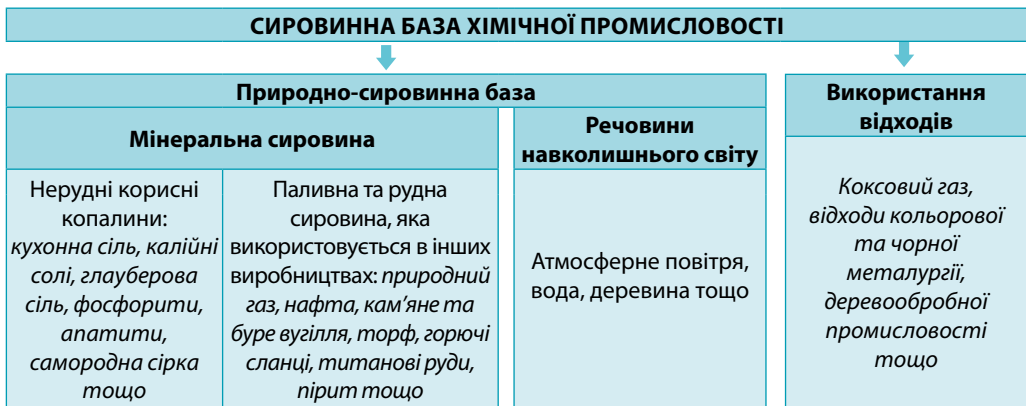 СИРОВИННА БАЗА ХІМІЧНОЇ ПРОМИСЛОВОСТІ
Природно-сировинна база
Мінеральна сировина
Нерудні корисні
копалини:
кухонна сіль, калійні
солі, глауберова
сіль, фосфорити,
апатити,
самородна сірка
тощо
Паливна та рудна
сировина, яка
використовується в інших
виробництвах: природний
газ, нафта, кам’яне та
буре вугілля, торф, горючі
сланці, титанові руди,
пірит тощо
Речовини
навколишнього світу
Атмосферне повітря,
вода, деревина тощо
Використання
відходів
Коксовий газ,
відходи кольорової
та чорної
металургії,
деревообробної
промисловості
тощо